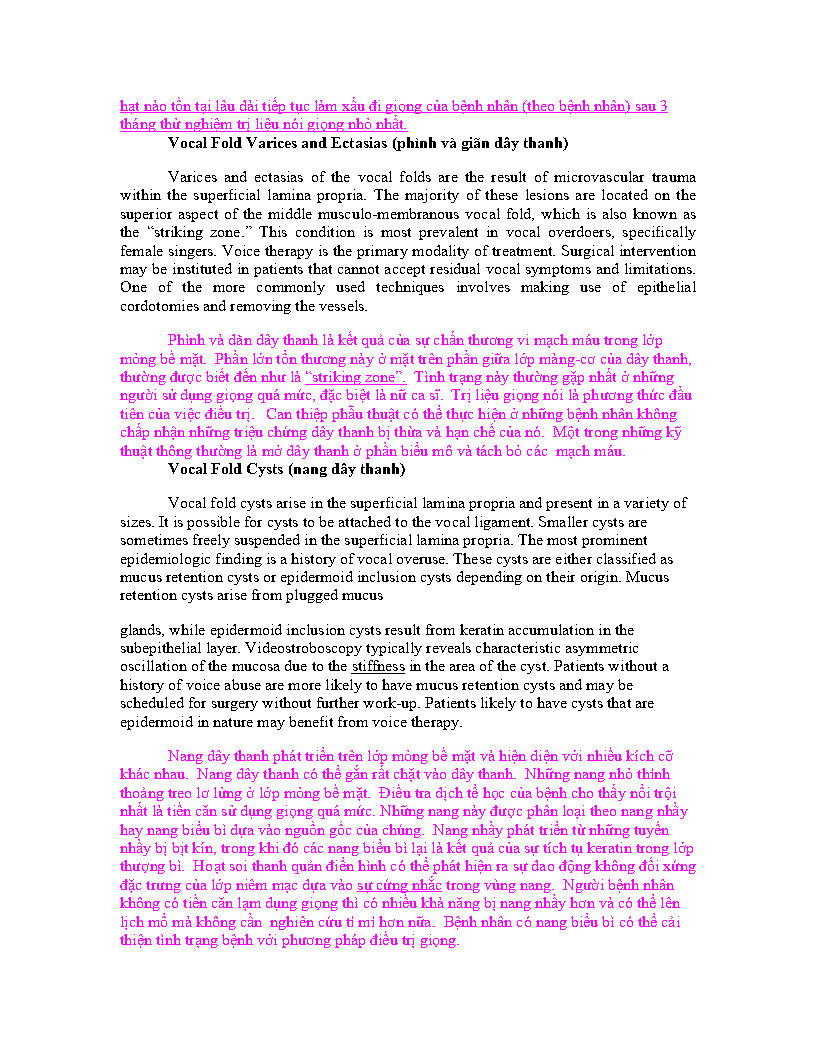 hạt nào tồn tại lâu dài tiếp tục làm xấu đi giọng của bệnh nhân (theo bệnh nhân) sau 3
tháng thử nghiệm trị liệu nói giọng nhỏ nhất.
Vocal Fold Varices and Ectasias (phình và giãn dây thanh)
Varices and ectasias of the vocal folds are the result of microvascular trauma
within the superficial lamina propria. The majority of these lesions are located on the
superior aspect of the middle musculo-membranous vocal fold, which is also known as
the “striking zone.” This condition is most prevalent in vocal overdoers, specifically
female singers. Voice therapy is the primary modality of treatment. Surgical intervention
may be instituted in patients that cannot accept residual vocal symptoms and limitations.
One of the more commonly used techniques involves making use of epithelial
cordotomies and removing the vessels.
Phình và dãn dây thanh là kết quả của sự chấn thương vi mạch máu trong lớp
mỏng bề mặt. Phần lớn tổn thương này ở mặt trên phần giữa lớp màng-cơ của dây thanh,
thường được biết đến như là “striking zone”. Tình trạng này thường gặp nhất ở những
người sử dụng giọng quá mức, đặc biệt là nữ ca sĩ. Trị liệu giọng nói là phương thức đầu
tiên của việc điều trị. Can thiệp phẫu thuật có thể thực hiện ở những bệnh nhân không
chấp nhận những triệu chứng dây thanh bị thừa và hạn chế của nó. Một trong những kỹ
thuật thông thường là mở dây thanh ở phần biểu mô và tách bỏ các mạch máu.
Vocal Fold Cysts (nang dây thanh)
Vocal fold cysts arise in the superficial lamina propria and present in a variety of
sizes. It is possible for cysts to be attached to the vocal ligament. Smaller cysts are
sometimes freely suspended in the superficial lamina propria. The most prominent
epidemiologic finding is a history of vocal overuse. These cysts are either classified as
mucus retention cysts or epidermoid inclusion cysts depending on their origin. Mucus
retention cysts arise from plugged mucus
glands, while epidermoid inclusion cysts result from keratin accumulation in the
subepithelial layer. Videostroboscopy typically reveals characteristic asymmetric
oscillation of the mucosa due to the stiffness in the area of the cyst. Patients without a
history of voice abuse are more likely to have mucus retention cysts and may be
scheduled for surgery without further work-up. Patients likely to have cysts that are
epidermoid in nature may benefit from voice therapy.
Nang dây thanh phát triển trên lớp mỏng bề mặt và hiện diện với nhiều kích cỡ
khác nhau. Nang dây thanh có thể gắn rất chặt vào dây thanh. Những nang nhỏ thỉnh
thoảng treo lơ lửng ở lớp mỏng bề mặt. Điều tra dịch tể học của bệnh cho thấy nổi trội
nhất là tiền căn sử dụng giọng quá mức. Những nang này được phân loại theo nang nhầy
hay nang biểu bì dựa vào nguồn gốc của chúng. Nang nhầy phát triển từ những tuyến
nhầy bị bịt kín, trong khi đó các nang biểu bì lại là kết quả của sự tích tụ keratin trong lớp
thượng bì. Hoạt soi thanh quản điển hình có thể phát hiện ra sự dao động không đối xứng
đặc trưng của lớp niêm mạc dựa vào sự cứng nhắc trong vùng nang. Người bệnh nhân
không có tiền căn lạm dụng giọng thì có nhiều khả năng bị nang nhầy hơn và có thể lên
lịch mổ mà không cần nghiên cứu tỉ mỉ hơn nữa. Bệnh nhân có nang biểu bì có thể cải
thiện tình trạng bệnh với phương pháp điều trị giọng.